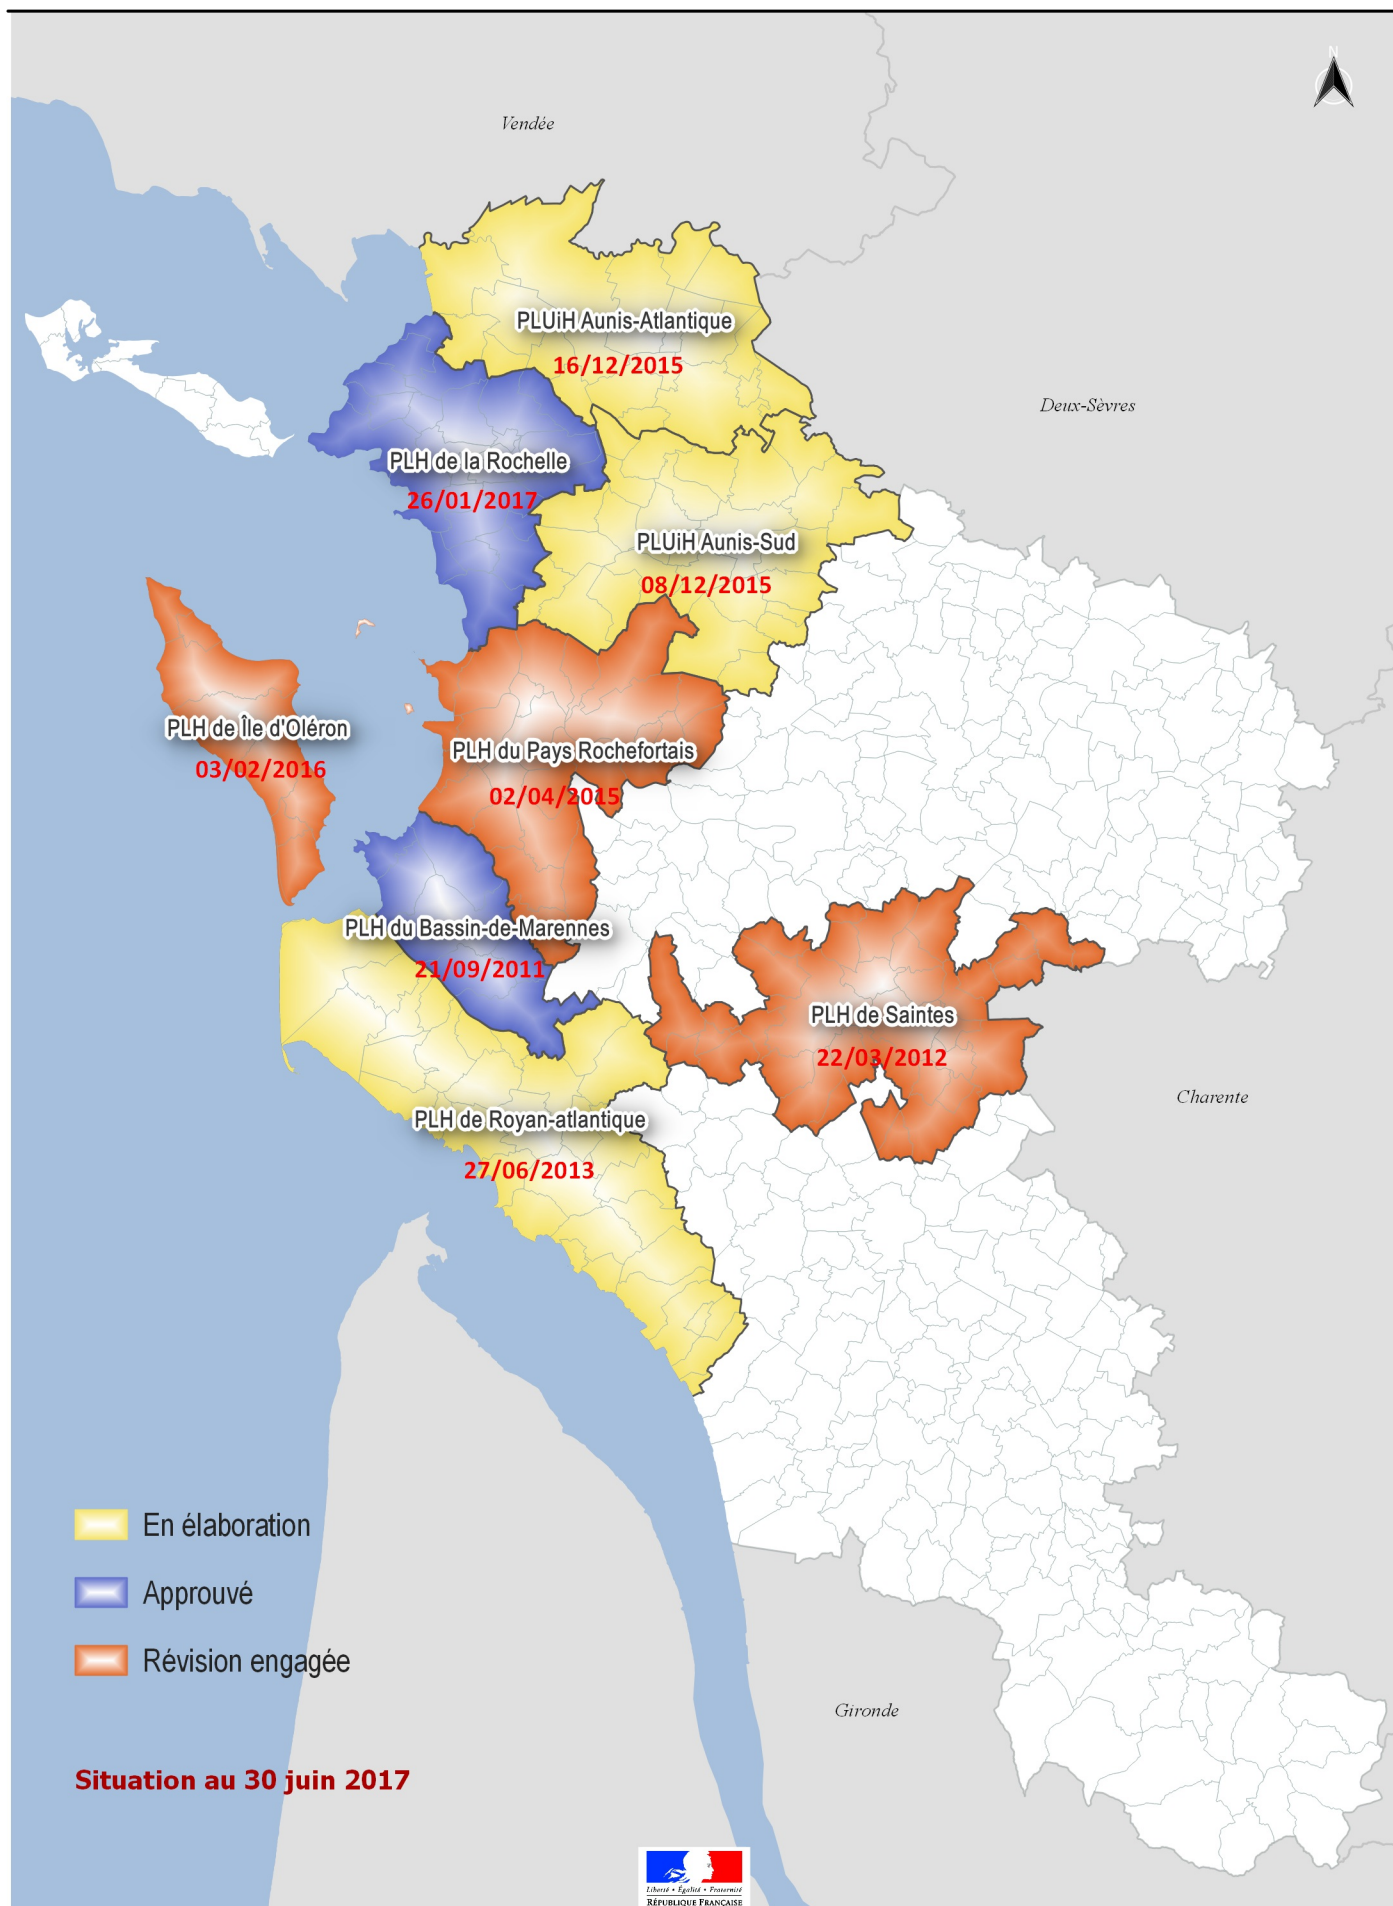 N
Vendée
PLUiH Aunis-Atlantique
16/12/2015
Deux-Sèvres
PLH de la Rochelle
26/01/2017
PLUiH Aunis-Sud
08/12/2015
PLH de Île d'Oléron
03/02/2016
PLH du Pays Rochefortais
02/04/2015
PLH du Bassin-de-Marennes
21/09/2011
PLH de Saintes
22/03/2012
Charente
PLH de Royan-atlantique
27/06/2013
En élaboration
Approuvé
Révision engagée
Gironde
Situation au 30 juin 2017
Liberté • Égalité • Fraternité
RÉPUBLIQUE FRANÇAISE